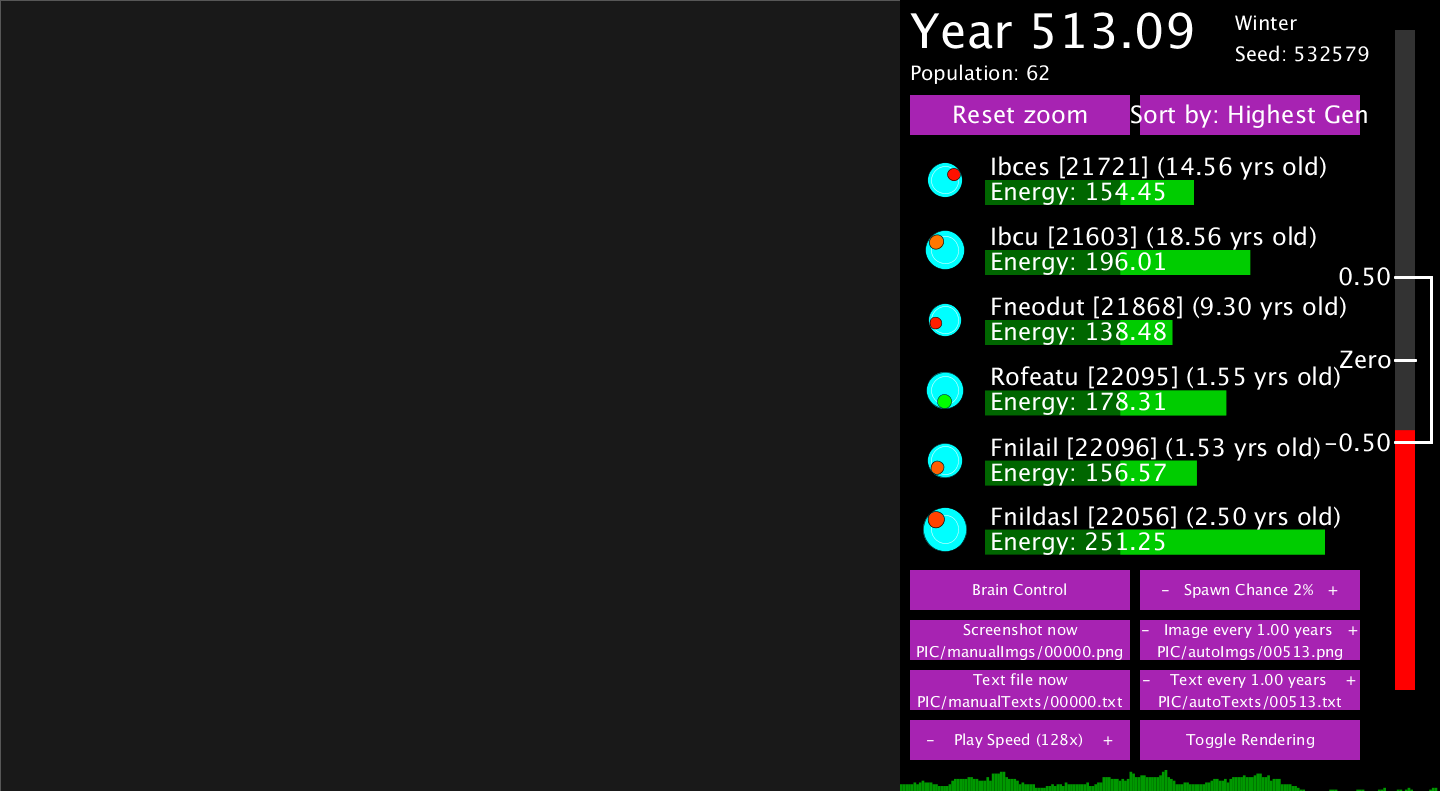 Year 513.09
Winter
Seed: 532579
Population: 62
Reset zoom
Sort by: Highest Gen
Ibces [21721] (14.56 yrs old)
Energy: 154.45
Ibcu [21603] (18.56 yrs old)
Energy: 196.01
0.50
Fneodut [21868] (9.30 yrs old)
Energy: 138.48
Zero
Rofeatu [22095] (1.55 yrs old)
Energy: 178.31
Fnilail [22096] (1.53 yrs old)
-0.50
Energy: 156.57
Fnildasl [22056] (2.50 yrs old)
Energy: 251.25
Brain Control
- Spawn Chance 2% +
Screenshot now
PIC/manualImgs/00000.png
- Image every 1.00 years +
PIC/autoImgs/00513.png
Text file now
PIC/manualTexts/00000.txt
- Text every 1.00 years +
PIC/autoTexts/00513.txt
- Play Speed (128x) +
Toggle Rendering